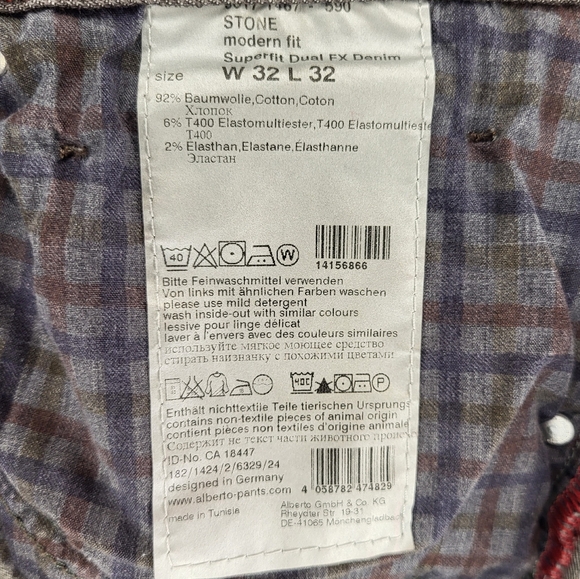 STONE
modern fit
Superfit Dual FX Denim
size W 32 L 32
92% Baumwolle,Cotton,Coton
Хлопок
6% T400 Elastomultiester,T400 Elastomultieste
T400
2% Elasthan,Elastane,Élasthanne
Эластан
40 W
14156866
Bitte Feinwaschmittel verwenden
Von links mit ähnlichen Farben waschen
please use mild detergent
wash inside-out with similar colours
lessive pour linge délicat
laver à l'envers avec des couleurs similaires
используйте мягкое моющее средство
стирать наизнанку с похожими цветами
40C P
Enthält nichttextile Teile tierischen Ursprungs
contains non-textile parts of animal origin
contient pièces non textiles d'origine animale
Содержит не текст части животного
ID-No. CA 18447
182/1424/2/6329/24
designed in Germany
www.alberto-pants.com
4 058782 474829
made in Tunisie
Alberto GmbH & Co. KG
Rheydter Str. 19-31
DE-41065 Mönchengladbach